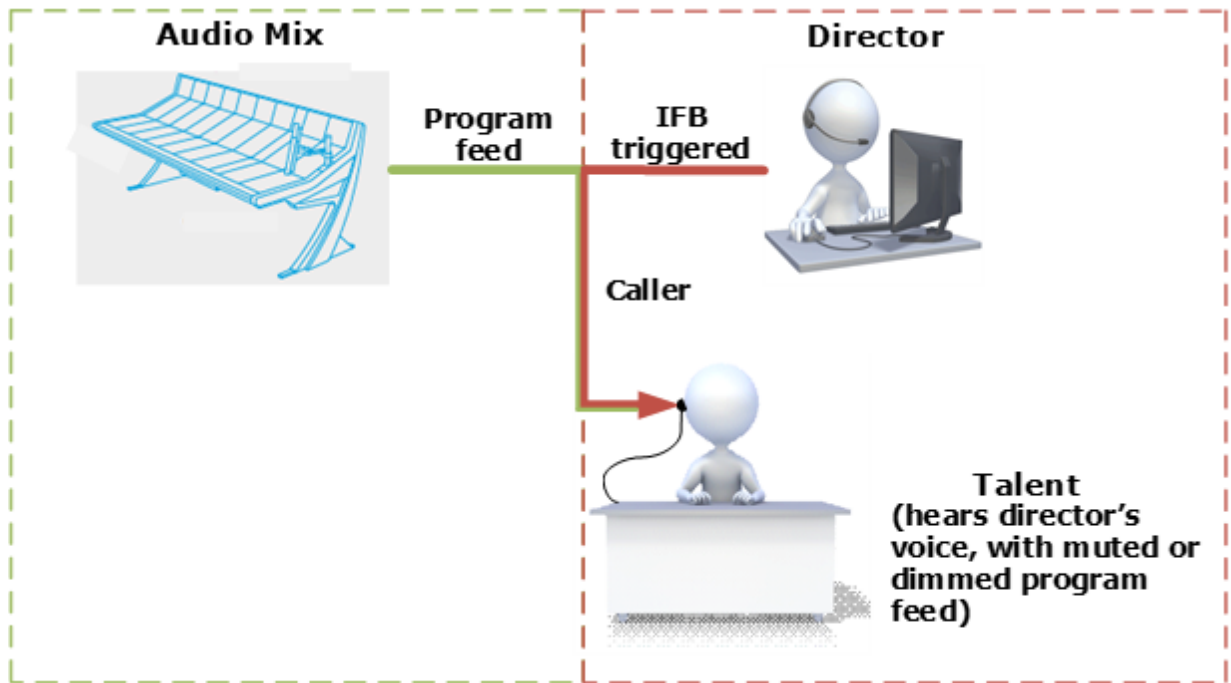 Audio Mix
Director
Program
feed
IFB
triggered
Caller
Talent
(hears director's
voice, with muted or
dimmed program
feed)